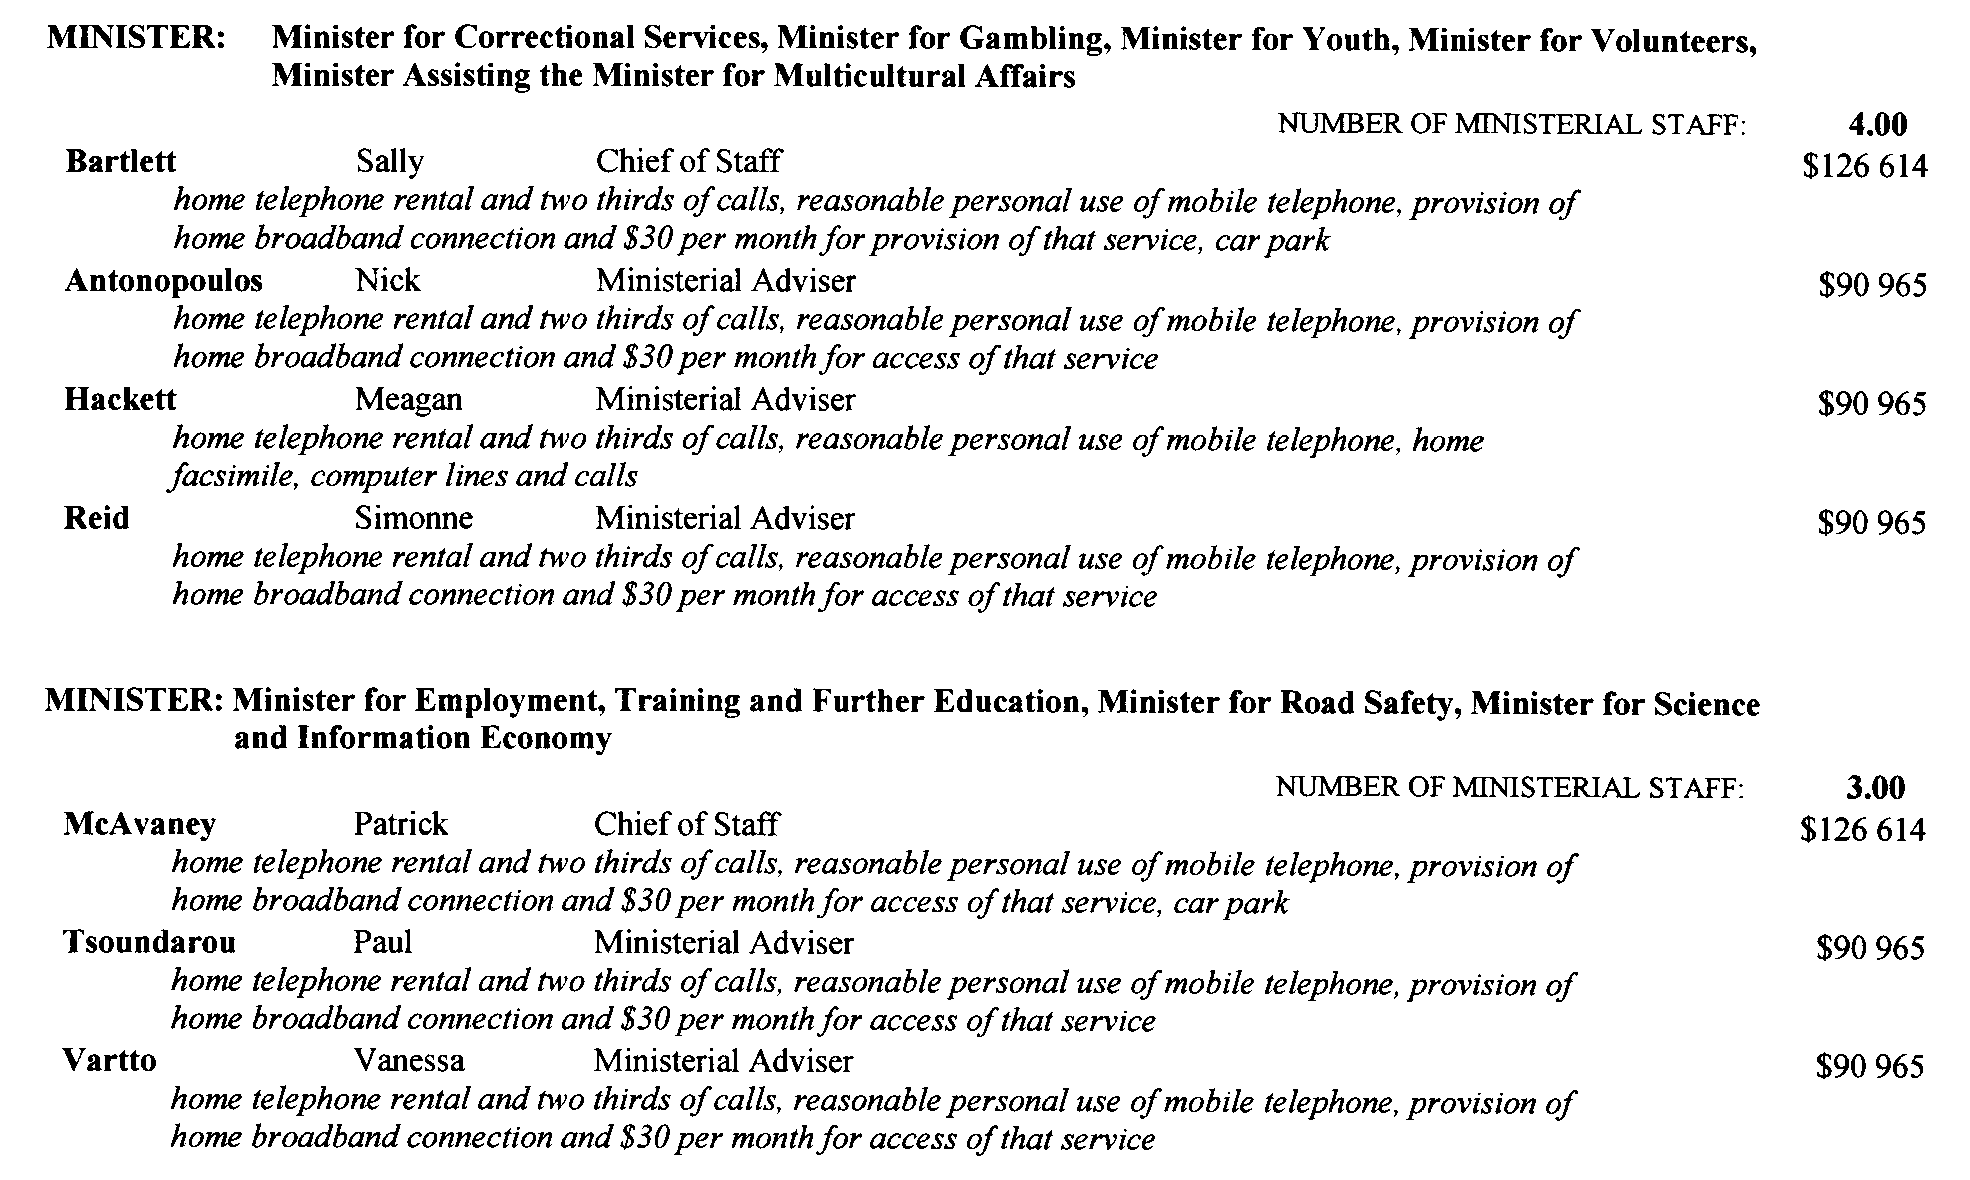 MINISTER: Minister for Correctional Services, Minister for Gambling, Minister for Youth, Minister for Volunteers,
Minister Assisting the Minister for Multicultural Affairs
NUMBER OF MINISTERIAL STAFF: 4.00
Bartlett Sally Chief of Staff $126 614
home telephone rental and two thirds of calls, reasonable personal use of mobile telephone, provision of
home broadband connection and $30 per month for provision of that service, car park
Antonopoulos Nick Ministerial Adviser $90 965
home telephone rental and two thirds of calls, reasonable personal use of mobile telephone, provision of
home broadband connection and $30 per month for access of that service
Hackett Meagan Ministerial Adviser $90 965
home telephone rental and two thirds of calls, reasonable personal use of mobile telephone, home
facsimile, computer lines and calls
Reid Simonne Ministerial Adviser $90 965
home telephone rental and two thirds of calls, reasonable personal use of mobile telephone, provision of
home broadband connection and $30 per month for access of that service
MINISTER: Minister for Employment, Training and Further Education, Minister for Road Safety, Minister for Science
and Information Economy
NUMBER OF MINISTERIAL STAFF: 3.00
McAvaney Patrick Chief of Staff $126 614
home telephone rental and two thirds of calls, reasonable personal use of mobile telephone, provision of
home broadband connection and $30 per month for access of that service, car park
Tsoundarou Paul Ministerial Adviser $90 965
home telephone rental and two thirds of calls, reasonable personal use of mobile telephone, provision of
home broadband connection and $30 per month for access of that service
Vartto Vanessa Ministerial Adviser $90 965
home telephone rental and two thirds of calls, reasonable personal use of mobile telephone, provision of
home broadband connection and $30 per month for access of that service